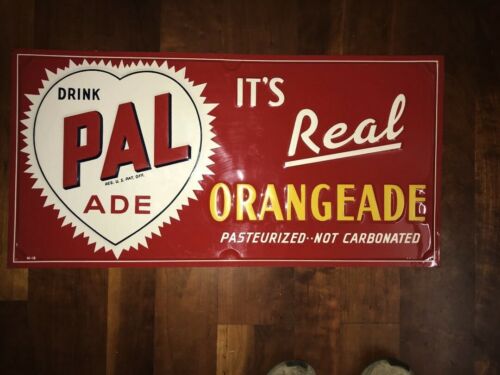 DRINK
PAL
REG. U.S. PAT. OFF.
ADE
IT'S
Real
ORANGEADE
PASTEURIZED--NOT CARBONATED